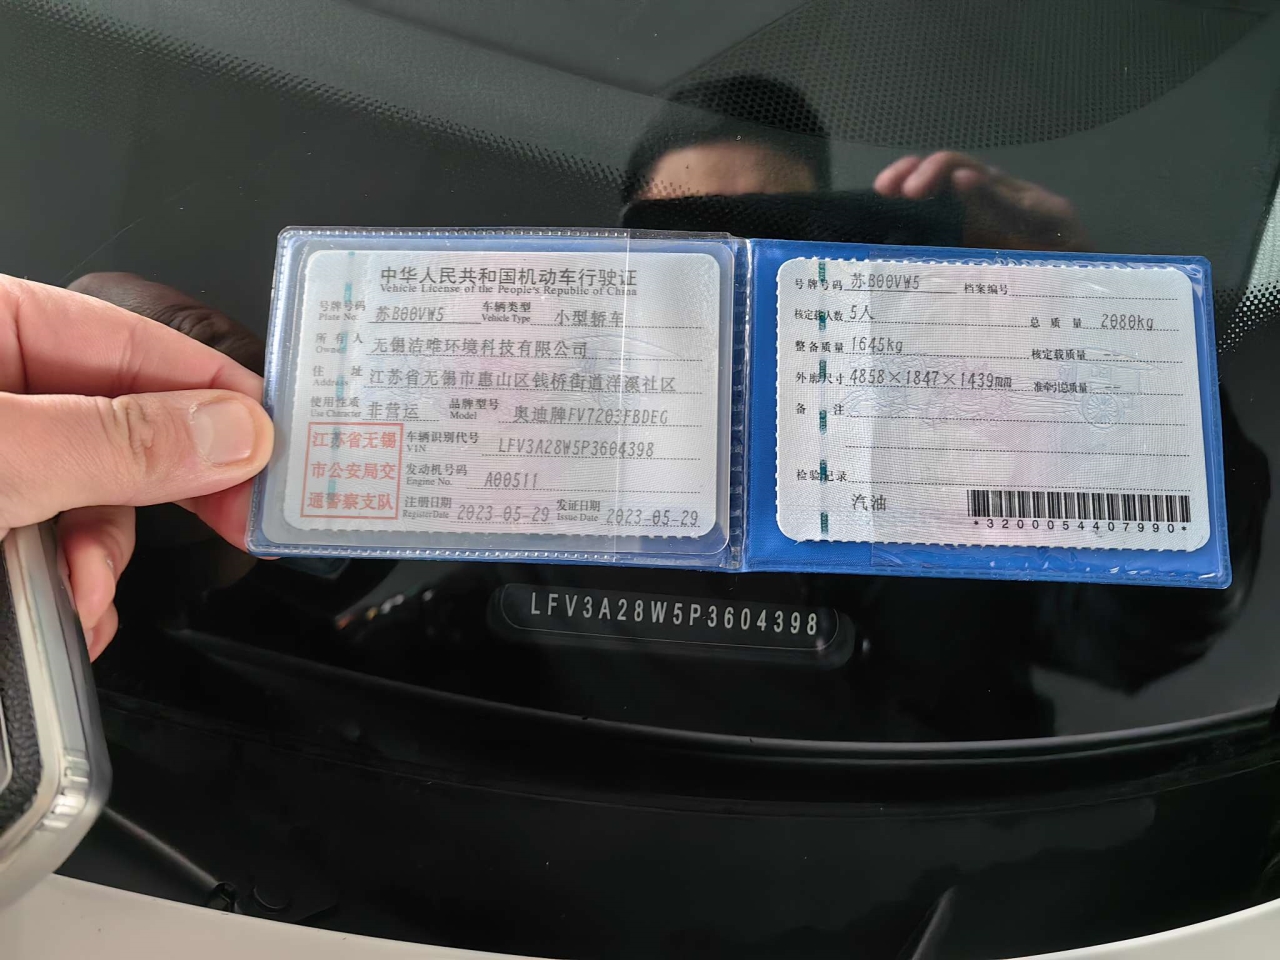 中华人民共和国机动车行驶证
Vehicle License of the People's Republic of China
号牌号码 苏B00VW5 车辆类型 小型轿车
Plate No. Vehicle Type
所有人 无锡洁唯环境科技有限公司
Owner
住址 江苏省无锡市惠山区钱桥街道洋溪社区
Address
使用性质 非营运 品牌型号 奥迪牌FV7203FBDEG
Use Character Model
江苏省无锡
市公安局交
通警察支队
车辆识别代号 LFV3A28W5P3604398
VIN
发动机号码 A00511
Engine No.
注册日期 2023-05-29 发证日期 2023-05-29
Register Date Issue Date
号牌号码 苏B00VW5 档案编号
核定载人数 5人 总质量 2080kg
整备质量 1645kg 核定载质量 --
外廓尺寸 4858×1847×1439mm 准牵引总质量 --
备注
检验记录
汽油
*3200054407990*
LFV3A28W5P3604398